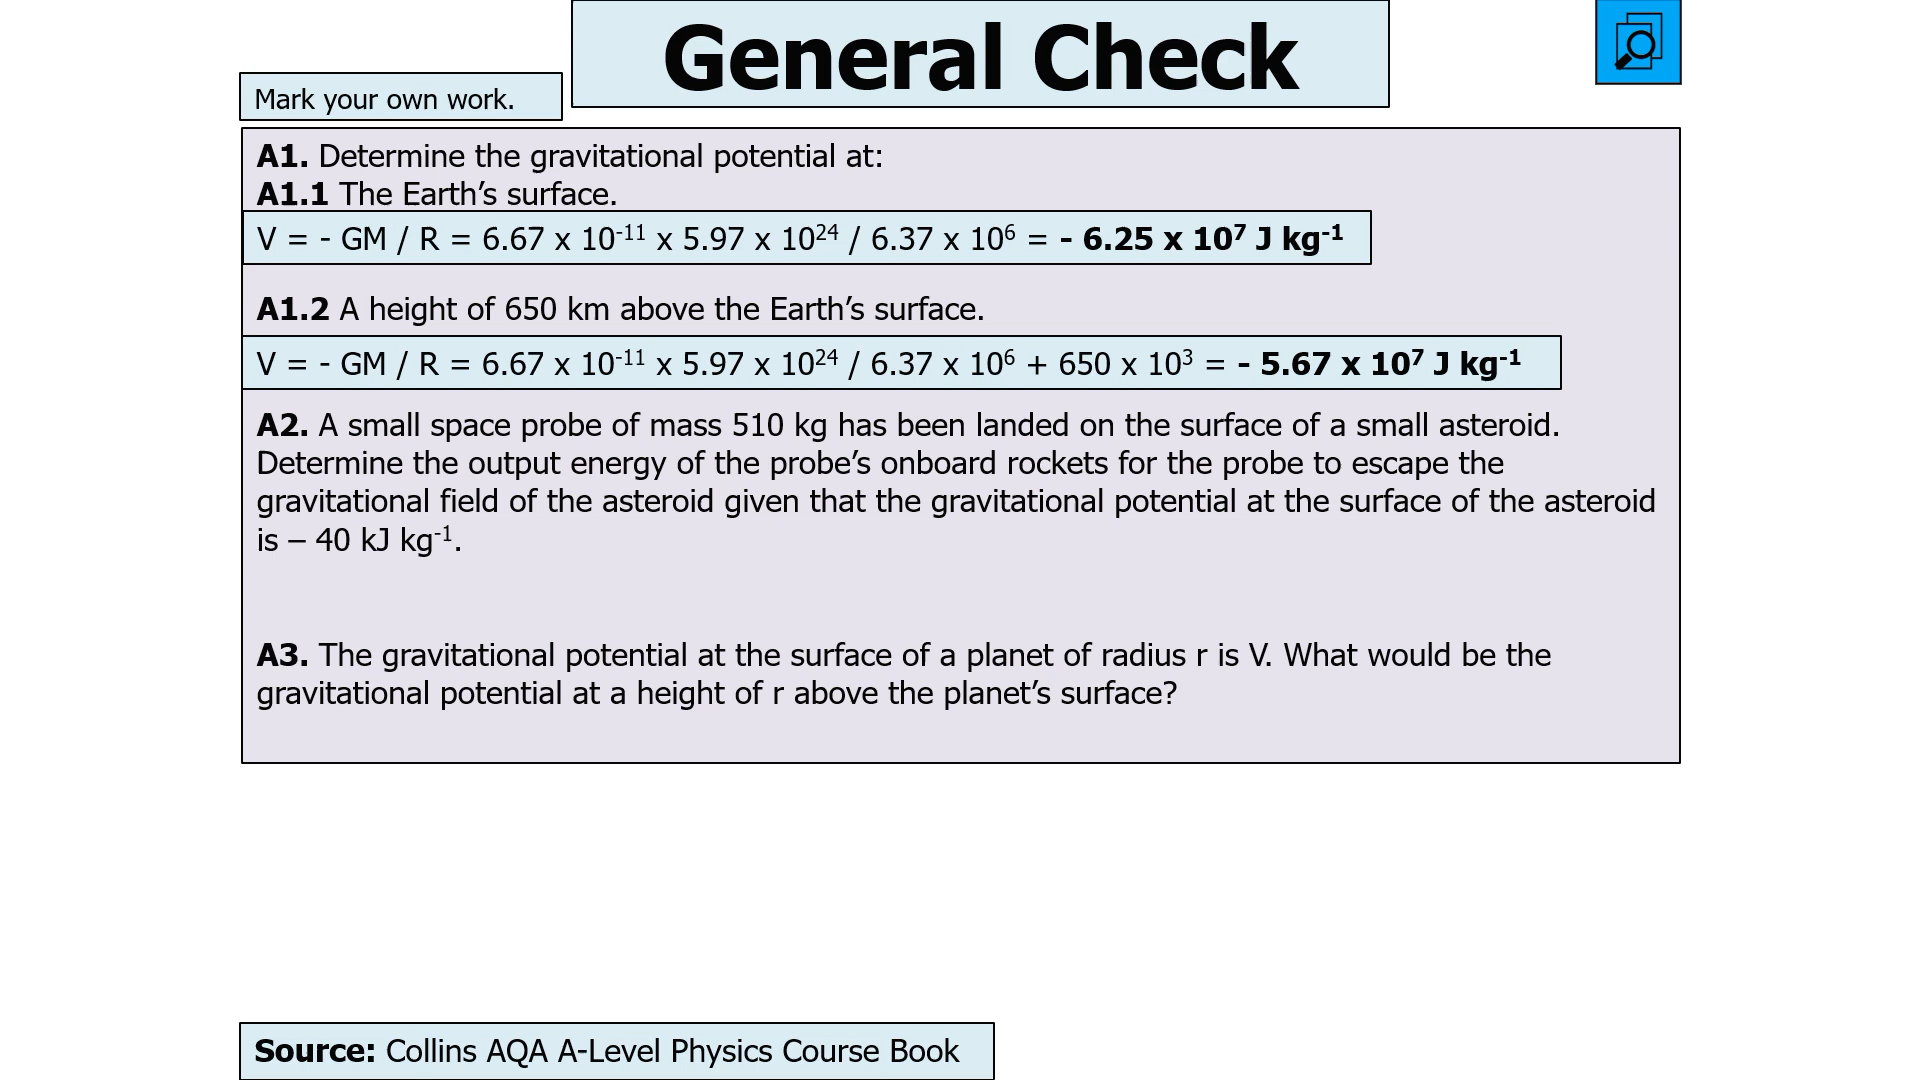 General Check
Mark your own work.
A1. Determine the gravitational potential at:
A1.1 The Earth’s surface.
V = - GM / R = 6.67 x 10⁻¹¹ x 5.97 x 10²⁴ / 6.37 x 10⁶ = - 6.25 x 10⁷ J kg⁻¹
A1.2 A height of 650 km above the Earth’s surface.
V = - GM / R = 6.67 x 10⁻¹¹ x 5.97 x 10²⁴ / 6.37 x 10⁶ + 650 x 10³ = - 5.67 x 10⁷ J kg⁻¹
A2. A small space probe of mass 510 kg has been landed on the surface of a small asteroid.
Determine the output energy of the probe’s onboard rockets for the probe to escape the
gravitational field of the asteroid given that the gravitational potential at the surface of the asteroid
is – 40 kJ kg⁻¹.
A3. The gravitational potential at the surface of a planet of radius r is V. What would be the
gravitational potential at a height of r above the planet’s surface?
Source: Collins AQA A-Level Physics Course Book